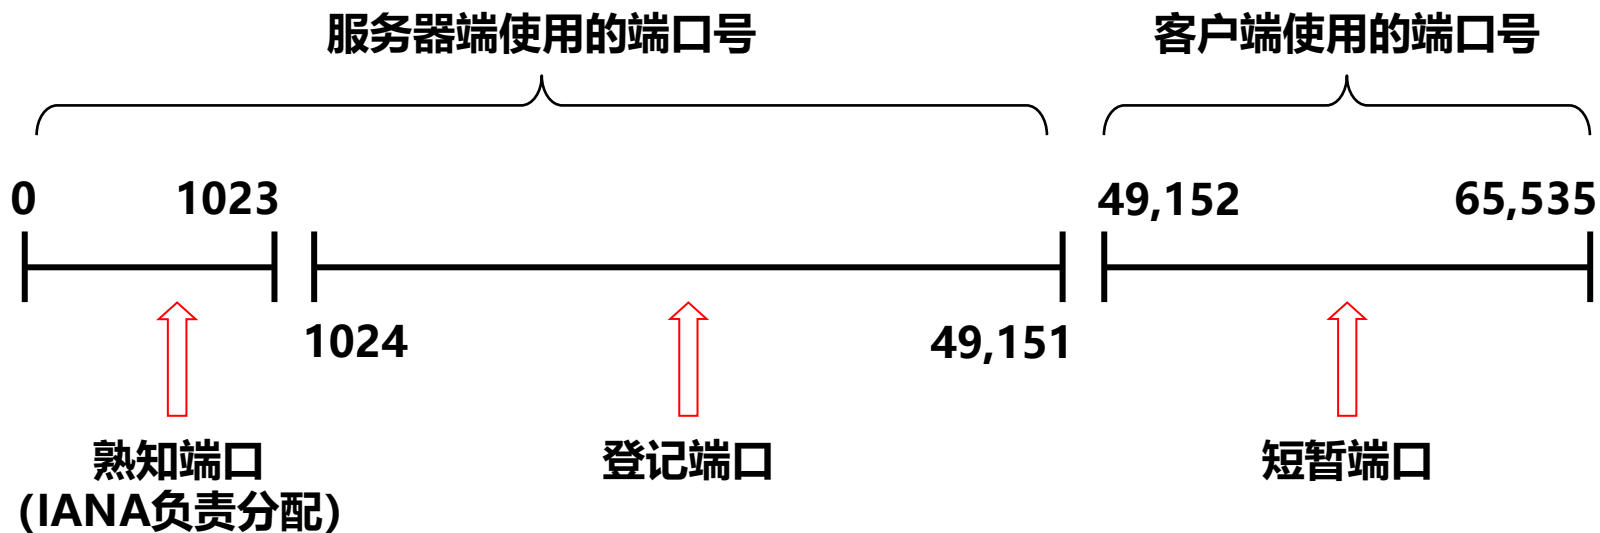 服务器端使用的端口号
客户端使用的端口号
0
1023
49,152
65,535
1024
49,151
熟知端口
（IANA负责分配）
登记端口
短暂端口